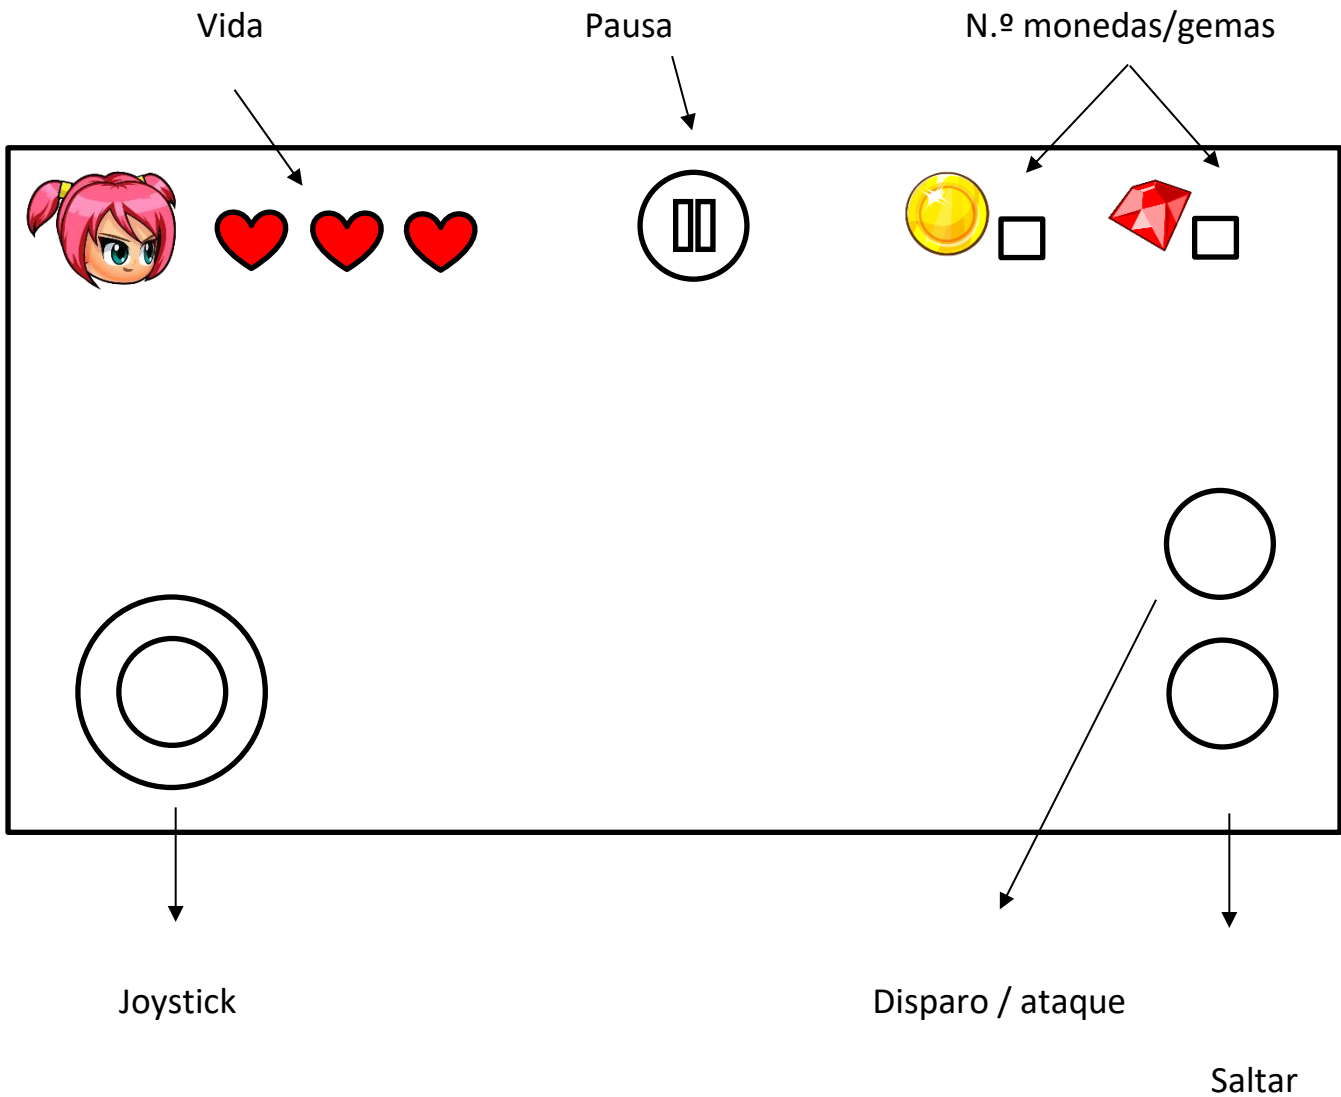 Vida
Pausa
N.º monedas/gemas
Joystick
Disparo / ataque
Saltar